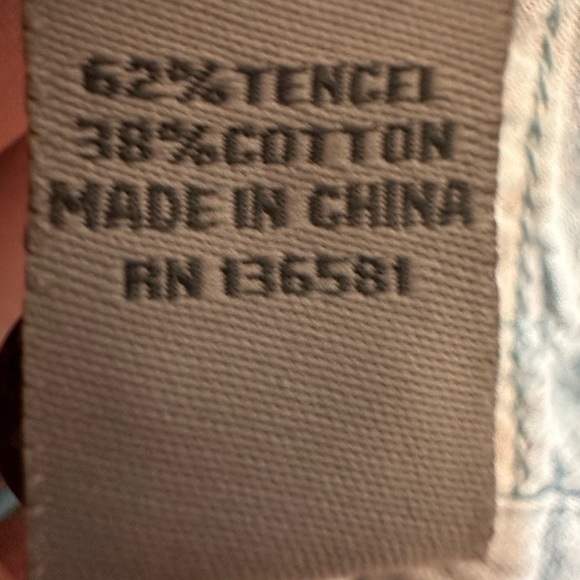 62%TENCEL
38%COTTON
MADE IN CHINA
RN 136581